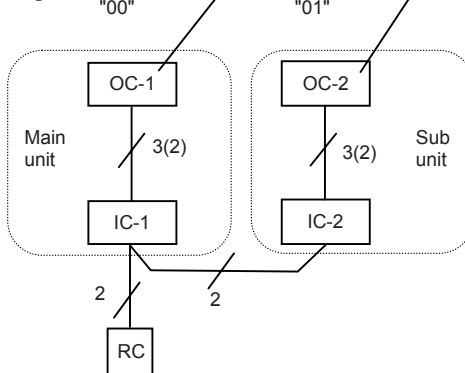 "00"
"01"
OC-1
OC-2
Main
unit
3(2)
3(2)
Sub
unit
IC-1
IC-2
2
2
RC